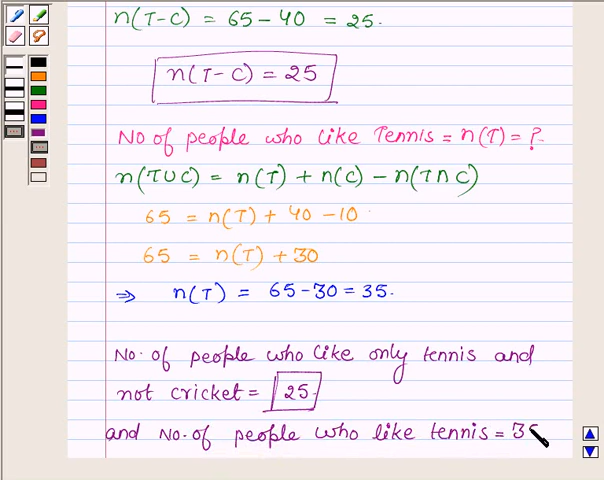 n(T-C) = 65 - 40 = 25.
n(T-C) = 25
No of people who like Tennis = n(T) = ?
n(T∪C) = n(T) + n(C) - n(T∩C)
65 = n(T) + 40 - 10
65 = n(T) + 30
⇒ n(T) = 65 - 30 = 35.
No. of people who like only tennis and
not cricket = 25
and No. of people who like tennis = 35